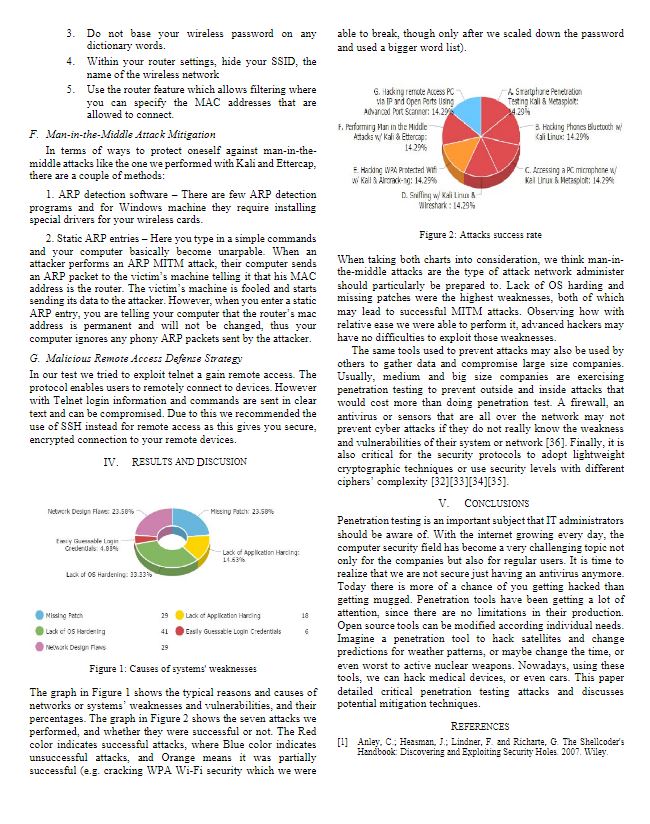 3. Do not base your wireless password on any
dictionary words.
4. Within your router settings, hide your SSID, the
name of the wireless network
5. Use the router feature which allows filtering where
you can specify the MAC addresses that are
allowed to connect.
F. Man-in-the-Middle Attack Mitigation
In terms of ways to protect oneself against man-in-the-
middle attacks like the one we performed with Kali and Ettercap,
there are a couple of methods:
1. ARP detection software – There are few ARP detection
programs and for Windows machine they require installing
special drivers for your wireless cards.
2. Static ARP entries – Here you type in a simple commands
and your computer basically become unarpable. When an
attacker performs an ARP MITM attack, their computer sends
an ARP packet to the victim's machine telling it that his MAC
address is the router. The victim's machine is fooled and starts
sending its data to the attacker. However, when you enter a static
ARP entry, you are telling your computer that the router's mac
address is permanent and will not be changed, thus your
computer ignores any phony ARP packets sent by the attacker.
G. Malicious Remote Access Defense Strategy
In our test we tried to exploit telnet a gain remote access. The
protocol enables users to remotely connect to devices. However
with Telnet login information and commands are sent in clear
text and can be compromised. Due to this we recommended the
use of SSH instead for remote access as this gives you secure,
encrypted connection to your remote devices.
IV. RESULTS AND DISCUSION
Network Design Flaws: 23.58%
Missing Patch: 23.58%
Easily Guessable Login
Credentials: 4.88%
Lack of Application Harcing:
14.63%
Lack of OS Hardening: 33.33%
Missing Patch 29
Lack of Application Harcing 18
Lack of OS Hardening 41
Easily Guessable Login Credentials 6
Network Design Flaws 29
Figure 1: Causes of systems' weaknesses
The graph in Figure 1 shows the typical reasons and causes of
networks or systems' weaknesses and vulnerabilities, and their
percentages. The graph in Figure 2 shows the seven attacks we
performed, and whether they were successful or not. The Red
color indicates successful attacks, where Blue color indicates
unsuccessful attacks, and Orange means it was partially
successful (e.g. cracking WPA Wi-Fi security which we were
able to break, though only after we scaled down the password
and used a bigger word list).
G. Hacking remote Access PC
via IP and Open Ports Using
Advanced Port Scanner: 14.29%
A. Smartphone Penetration
Testing Kali & Metasploit:
14.29%
F. Performing Man in the Middle
Attacks w/ Kali & Ettercap:
14.29%
B. Hacking Phones Bluetooth w/
Kali Linux: 14.29%
E. Hacking WPA Protected Wifi
w/ Kali & Aircrack-ng: 14.29%
C. Accessing a PC microphone w/
Kali Linux & Metasploit: 14.29%
D. Sniffing w/ Kali Linux &
Wireshark : 14.29%
Figure 2: Attacks success rate
When taking both charts into consideration, we think man-in-
the-middle attacks are the type of attack network administer
should particularly be prepared to. Lack of OS harding and
missing patches were the highest weaknesses, both of which
may lead to successful MITM attacks. Observing how with
relative ease we were able to perform it, advanced hackers may
have no difficulties to exploit those weaknesses.
The same tools used to prevent attacks may also be used by
others to gather data and compromise large size companies.
Usually, medium and big size companies are exercising
penetration testing to prevent outside and inside attacks that
would cost more than doing penetration test. A firewall, an
antivirus or sensors that are all over the network may not
prevent cyber attacks if they do not really know the weakness
and vulnerabilities of their system or network [36]. Finally, it is
also critical for the security protocols to adopt lightweight
cryptographic techniques or use security levels with different
ciphers' complexity [32][33][34][35].
V. CONCLUSIONS
Penetration testing is an important subject that IT administrators
should be aware of. With the internet growing every day, the
computer security field has become a very challenging topic not
only for the companies but also for regular users. It is time to
realize that we are not secure just having an antivirus anymore.
Today there is more of a chance of you getting hacked than
getting mugged. Penetration tools have been getting a lot of
attention, since there are no limitations in their production.
Open source tools can be modified according individual needs.
Imagine a penetration tool to hack satellites and change
predictions for weather patterns, or maybe change the time, or
even worst to active nuclear weapons. Nowadays, using these
tools, we can hack medical devices, or even cars. This paper
detailed critical penetration testing attacks and discusses
potential mitigation techniques.
REFERENCES
[1] Anley, C.; Heasman, J.; Lindner, F. and Richarte, G. The Shellcoder's
Handbook: Discovering and Exploiting Security Holes. 2007. Wiley.